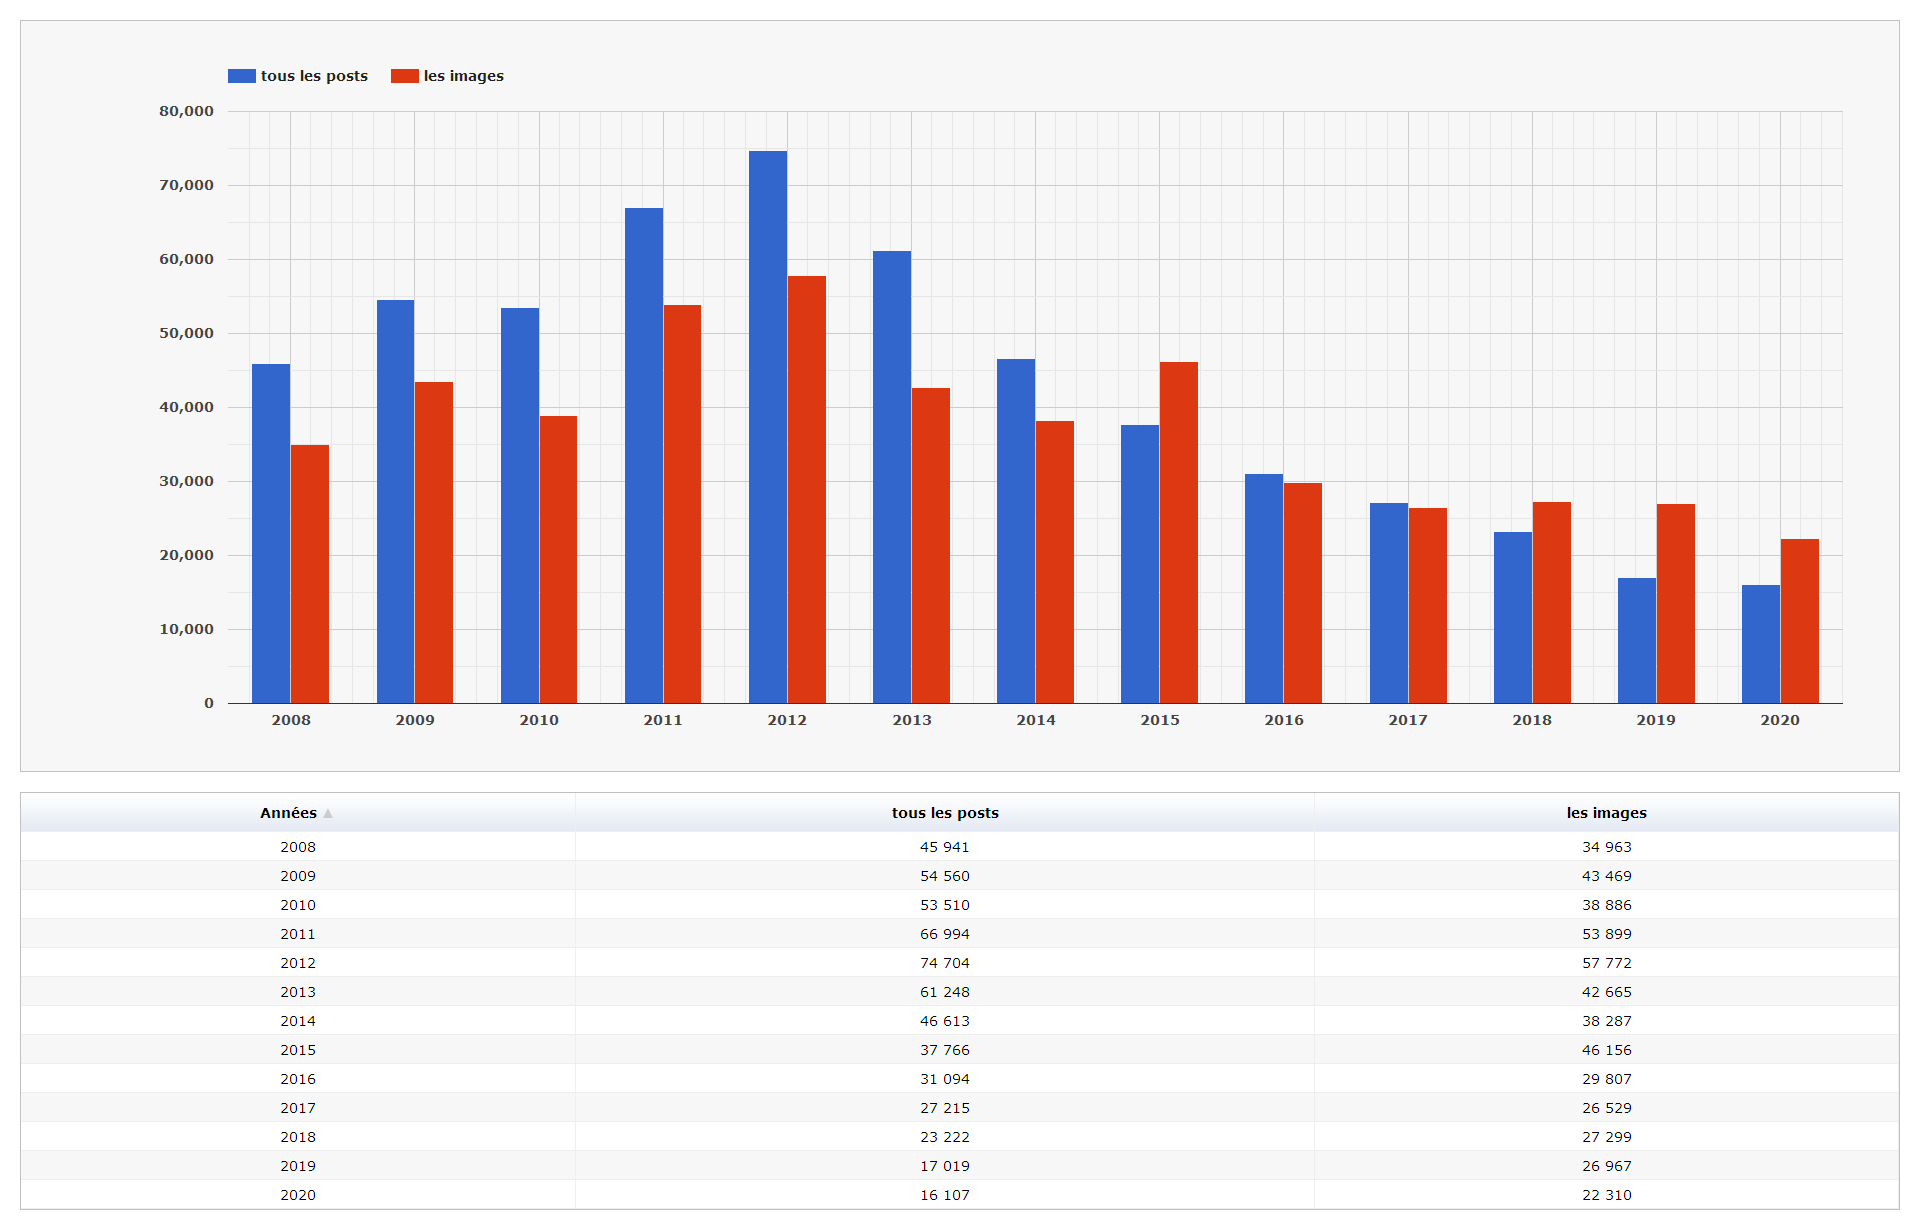 tous les posts les images
80,000
70,000
60,000
50,000
40,000
30,000
20,000
10,000
0
2008 2009 2010 2011 2012 2013 2014 2015 2016 2017 2018 2019 2020
Années tous les posts les images
2008 45 941 34 963
2009 54 560 43 469
2010 53 510 38 886
2011 66 994 53 899
2012 74 704 57 772
2013 61 248 42 665
2014 46 613 38 287
2015 37 766 46 156
2016 31 094 29 807
2017 27 215 26 529
2018 23 222 27 299
2019 17 019 26 967
2020 16 107 22 310